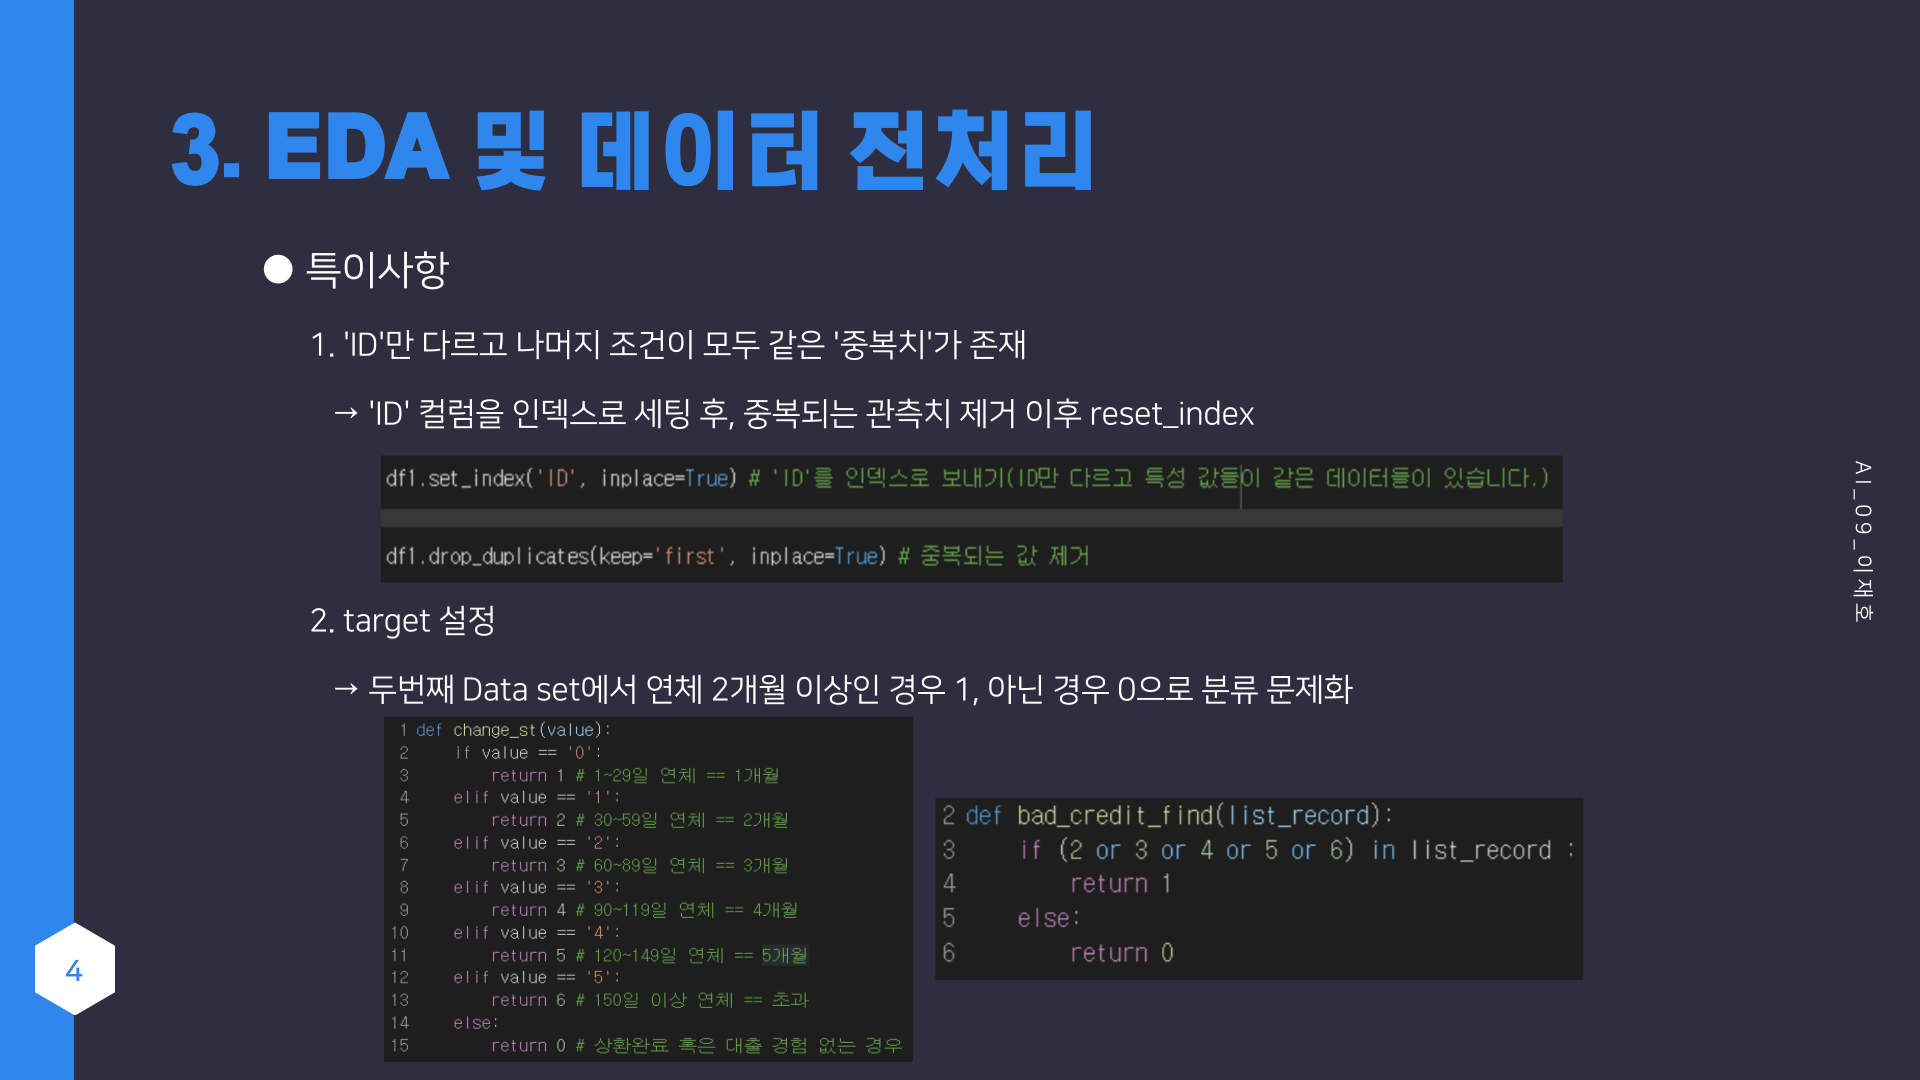 3. EDA 및 데이터 전처리
● 특이사항
1. 'ID'만 다르고 나머지 조건이 모두 같은 '중복치'가 존재
→ 'ID' 컬럼을 인덱스로 세팅 후, 중복되는 관측치 제거 이후 reset_index
df1.set_index('ID', inplace=True) # 'ID'를 인덱스로 보내기(ID만 다르고 특성 값들이 같은 데이터들이 있습니다.)
df1.drop_duplicates(keep='first', inplace=True) # 중복되는 값 제거
2. target 설정
→ 두번째 Data set에서 연체 2개월 이상인 경우 1, 아닌 경우 0으로 분류 문제화
1 def change_st(value):
2 if value == '0':
3 return 1 # 1~29일 연체 == 1개월
4 elif value == '1':
5 return 2 # 30~59일 연체 == 2개월
6 elif value == '2':
7 return 3 # 60~89일 연체 == 3개월
8 elif value == '3':
9 return 4 # 90~119일 연체 == 4개월
10 elif value == '4':
11 return 5 # 120~149일 연체 == 5개월
12 elif value == '5':
13 return 6 # 150일 이상 연체 == 초과
14 else:
15 return 0 # 상환완료 혹은 대출 경험 없는 경우
2 def bad_credit_find(list_record):
3 if (2 or 3 or 4 or 5 or 6) in list_record :
4 return 1
5 else:
6 return 0
AI_09_이재호
4